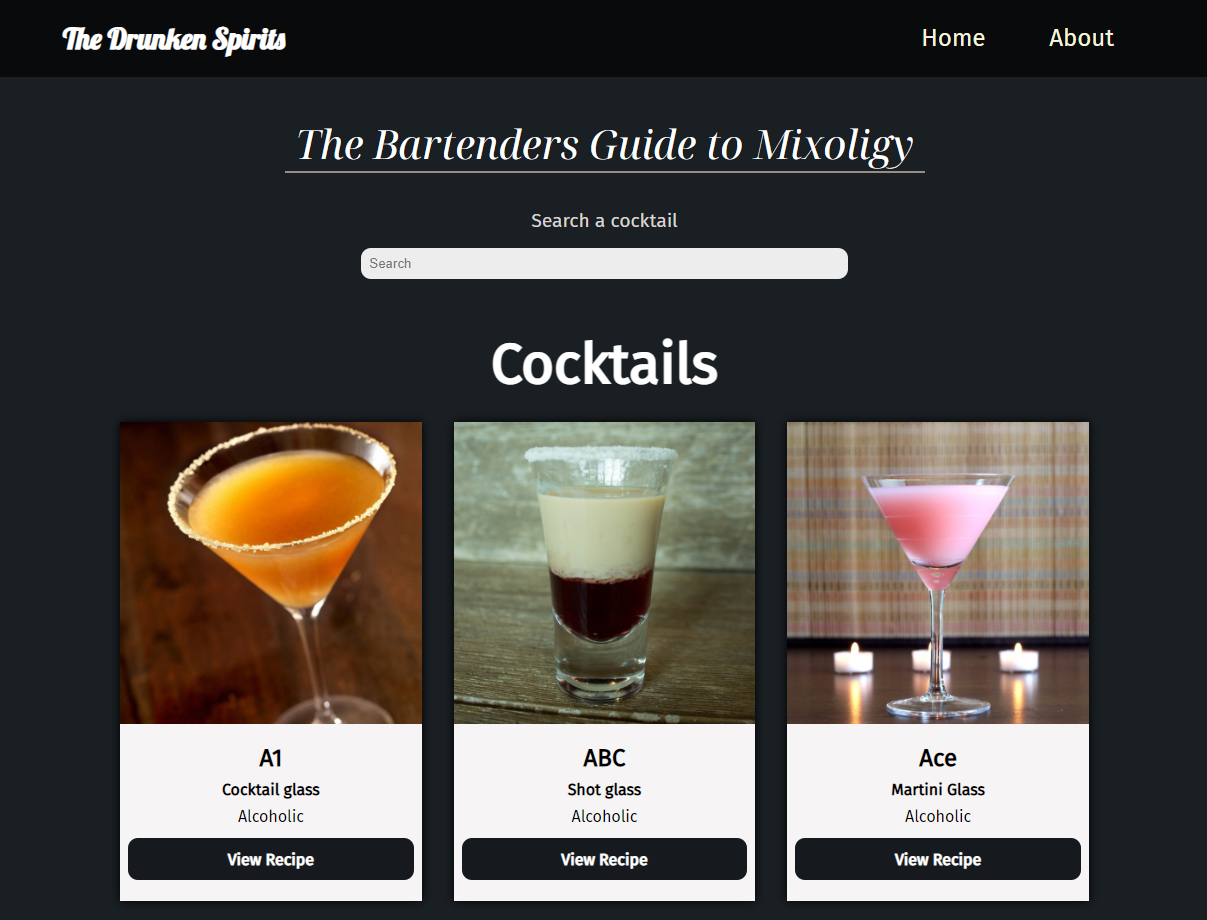 The Drunken Spirits
Home
About
The Bartenders Guide to Mixoligy
Search a cocktail
Search
Cocktails
A1
Cocktail glass
Alcoholic
View Recipe
ABC
Shot glass
Alcoholic
View Recipe
Ace
Martini Glass
Alcoholic
View Recipe